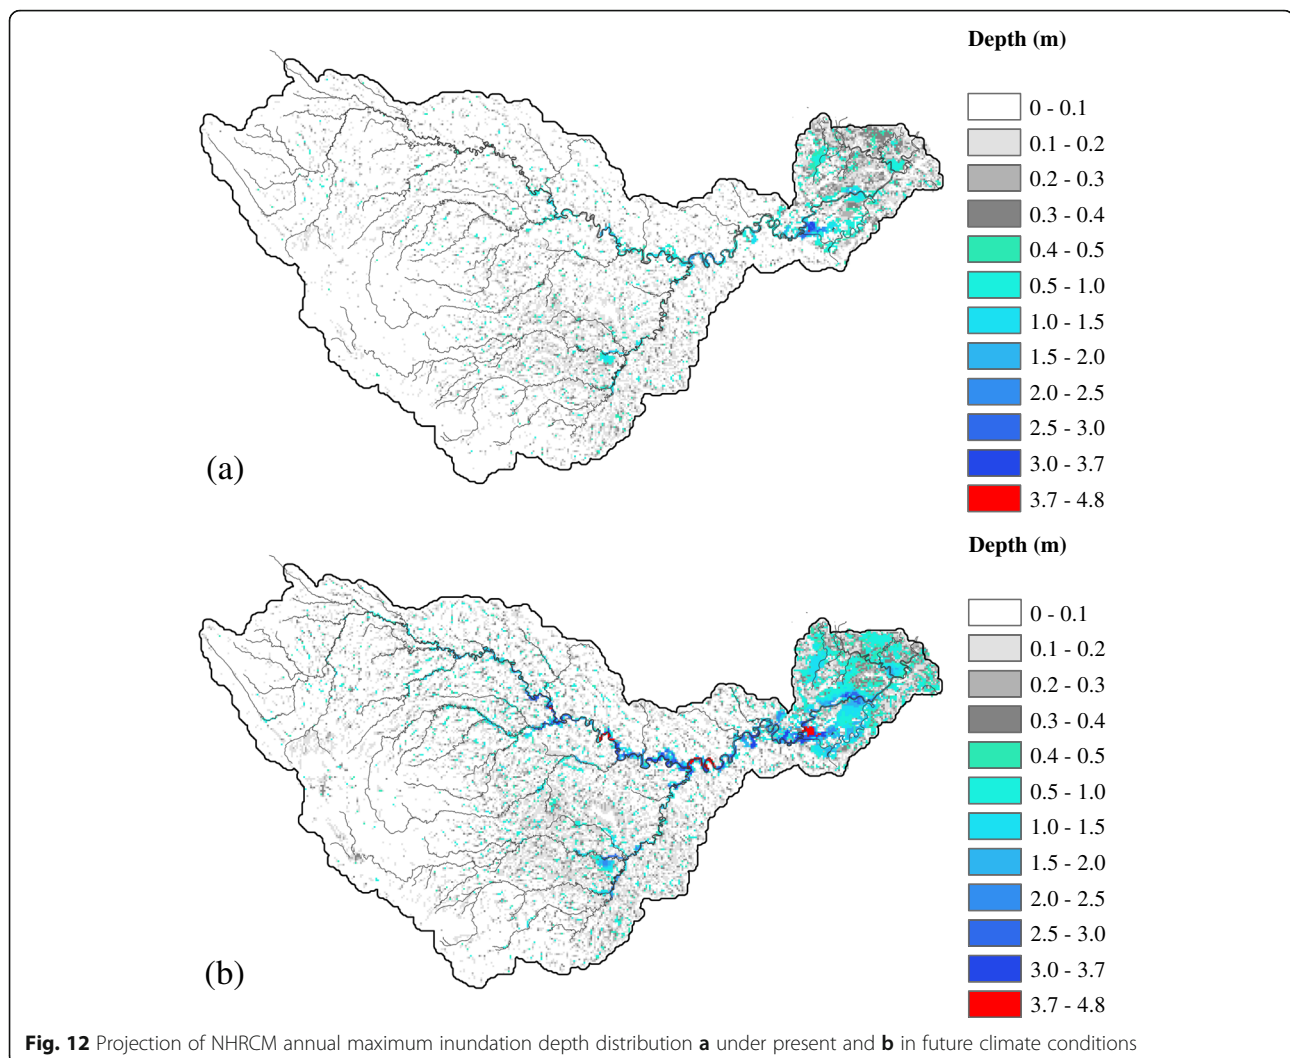 Depth (m)
0 - 0.1
0.1 - 0.2
0.2 - 0.3
0.3 - 0.4
0.4 - 0.5
0.5 - 1.0
1.0 - 1.5
1.5 - 2.0
2.0 - 2.5
2.5 - 3.0
3.0 - 3.7
3.7 - 4.8
(a)
Depth (m)
0 - 0.1
0.1 - 0.2
0.2 - 0.3
0.3 - 0.4
0.4 - 0.5
0.5 - 1.0
1.0 - 1.5
1.5 - 2.0
2.0 - 2.5
2.5 - 3.0
3.0 - 3.7
3.7 - 4.8
(b)
Fig. 12 Projection of NHRCM annual maximum inundation depth distribution a under present and b in future climate conditions